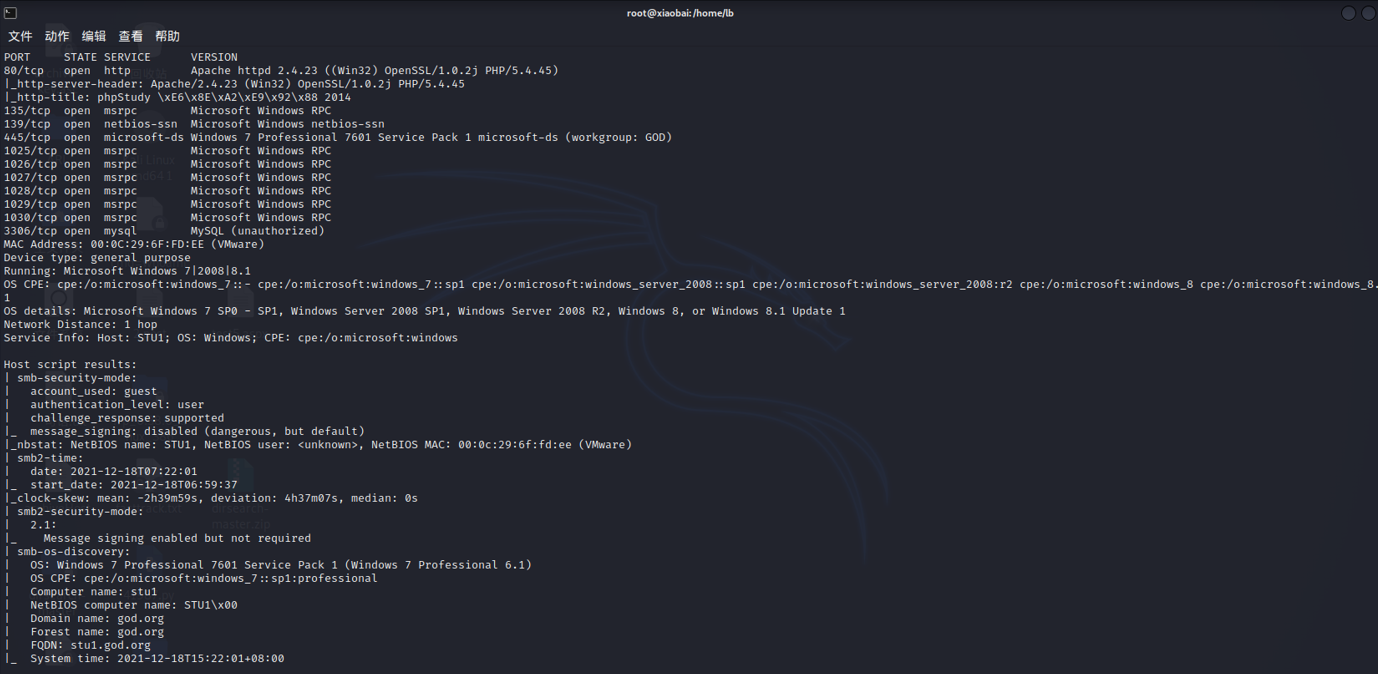 root@xiaobai: /home/lb
文件 动作 编辑 查看 帮助
PORT     STATE SERVICE      VERSION
80/tcp   open  http         Apache httpd 2.4.23 ((Win32) OpenSSL/1.0.2j PHP/5.4.45)
|_http-server-header: Apache/2.4.23 (Win32) OpenSSL/1.0.2j PHP/5.4.45
|_http-title: phpStudy \xE6\x8E\xA2\xE9\x92\x88 2014
135/tcp  open  msrpc        Microsoft Windows RPC
139/tcp  open  netbios-ssn  Microsoft Windows netbios-ssn
445/tcp  open  microsoft-ds Windows 7 Professional 7601 Service Pack 1 microsoft-ds (workgroup: GOD)
1025/tcp open  msrpc        Microsoft Windows RPC
1026/tcp open  msrpc        Microsoft Windows RPC
1027/tcp open  msrpc        Microsoft Windows RPC
1028/tcp open  msrpc        Microsoft Windows RPC
1029/tcp open  msrpc        Microsoft Windows RPC
1030/tcp open  msrpc        Microsoft Windows RPC
3306/tcp open  mysql        MySQL (unauthorized)
MAC Address: 00:0C:29:6F:FD:EE (VMware)
Device type: general purpose
Running: Microsoft Windows 7|2008|8.1
OS CPE: cpe:/o:microsoft:windows_7::- cpe:/o:microsoft:windows_7::sp1 cpe:/o:microsoft:windows_server_2008::sp1 cpe:/o:microsoft:windows_server_2008:r2 cpe:/o:microsoft:windows_8 cpe:/o:microsoft:windows_8.
1
OS details: Microsoft Windows 7 SP0 - SP1, Windows Server 2008 SP1, Windows Server 2008 R2, Windows 8, or Windows 8.1 Update 1
Network Distance: 1 hop
Service Info: Host: STU1; OS: Windows; CPE: cpe:/o:microsoft:windows

Host script results:
| smb-security-mode:
|   account_used: guest
|   authentication_level: user
|   challenge_response: supported
|_  message_signing: disabled (dangerous, but default)
|_nbstat: NetBIOS name: STU1, NetBIOS user: <unknown>, NetBIOS MAC: 00:0c:29:6f:fd:ee (VMware)
| smb2-time:
|   date: 2021-12-18T07:22:01
|_  start_date: 2021-12-18T06:59:37
|_clock-skew: mean: -2h39m59s, deviation: 4h37m07s, median: 0s
| smb2-security-mode:
|   2.1:
|_    Message signing enabled but not required
| smb-os-discovery:
|   OS: Windows 7 Professional 7601 Service Pack 1 (Windows 7 Professional 6.1)
|   OS CPE: cpe:/o:microsoft:windows_7::sp1:professional
|   Computer name: stu1
|   NetBIOS computer name: STU1\x00
|   Domain name: god.org
|   Forest name: god.org
|   FQDN: stu1.god.org
|_  System time: 2021-12-18T15:22:01+08:00